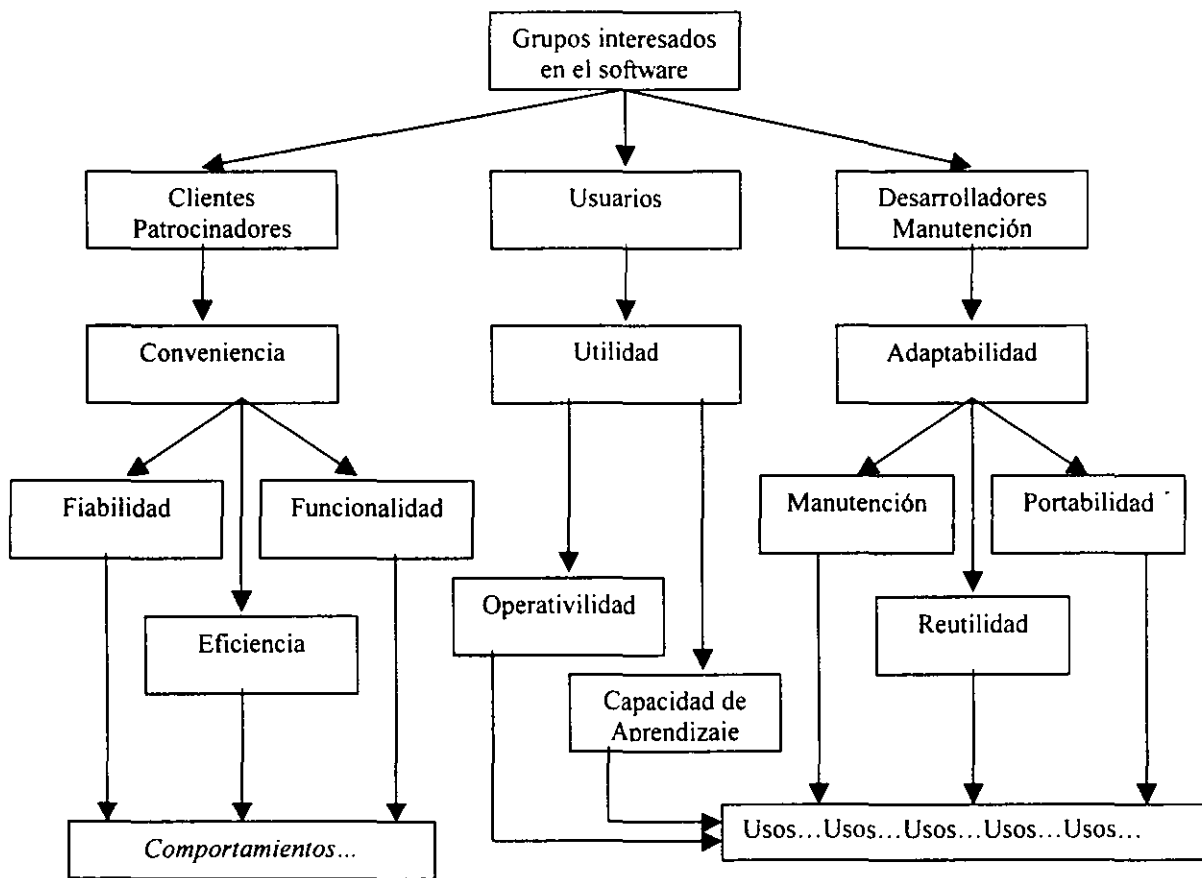 Grupos interesados
en el software
Clientes
Patrocinadores
Usuarios
Desarrolladores
Manutención
Conveniencia
Utilidad
Adaptabilidad
Fiabilidad
Funcionalidad
Manutención
Portabilidad
Operativilidad
Eficiencia
Reutilidad
Capacidad de
Aprendizaje
Usos...Usos...Usos...Usos...Usos...
Comportamientos...